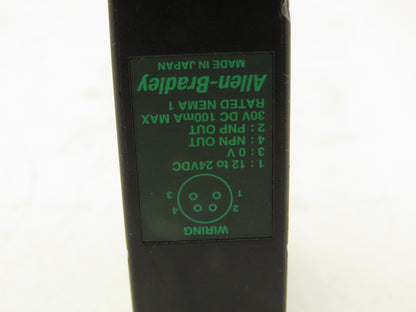 WIRING
2 4
1 3
1 : 12 to 24VDC
3 : 0 V
4 : NPN OUT
2 : PNP OUT
30V DC 100mA MAX
RATED NEMA 1
Allen-Bradley
MADE IN JAPAN